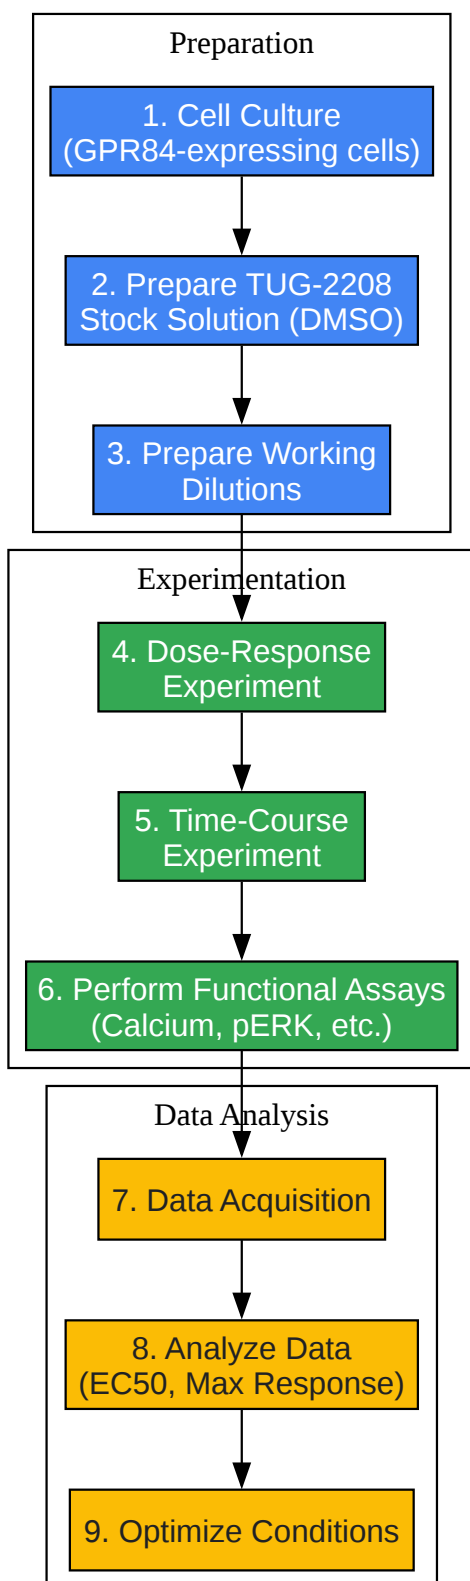 Preparation
1. Cell Culture
(GPR84-expressing cells)
2. Prepare TUG-2208
Stock Solution (DMSO)
3. Prepare Working
Dilutions
Experimentation
4. Dose-Response
Experiment
5. Time-Course
Experiment
6. Perform Functional Assays
(Calcium, pERK, etc.)
Data Analysis
7. Data Acquisition
8. Analyze Data
(EC50, Max Response)
9. Optimize Conditions